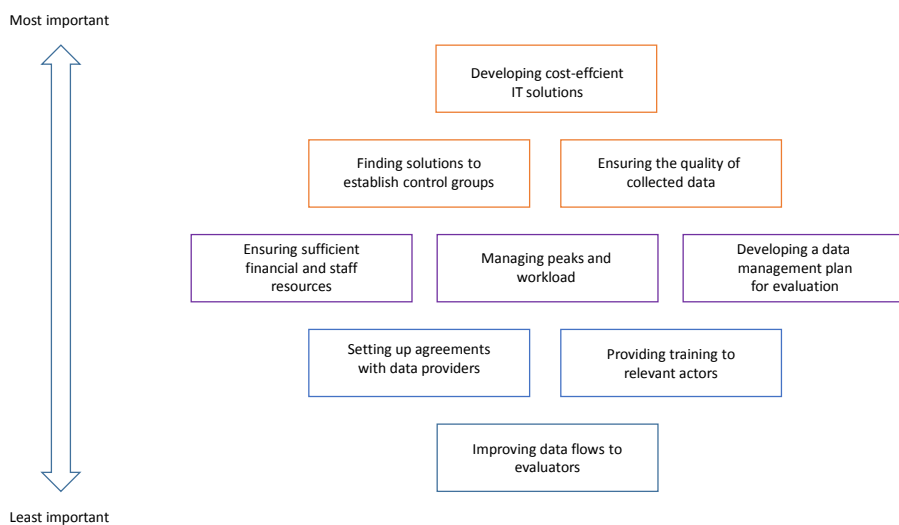 Most important
Developing cost-effcient
IT solutions
Finding solutions to
establish control groups
Ensuring the quality of
collected data
Ensuring sufficient
financial and staff
resources
Managing peaks and
workload
Developing a data
management plan
for evaluation
Setting up agreements
with data providers
Providing training to
relevant actors
Improving data flows to
evaluators
Least important